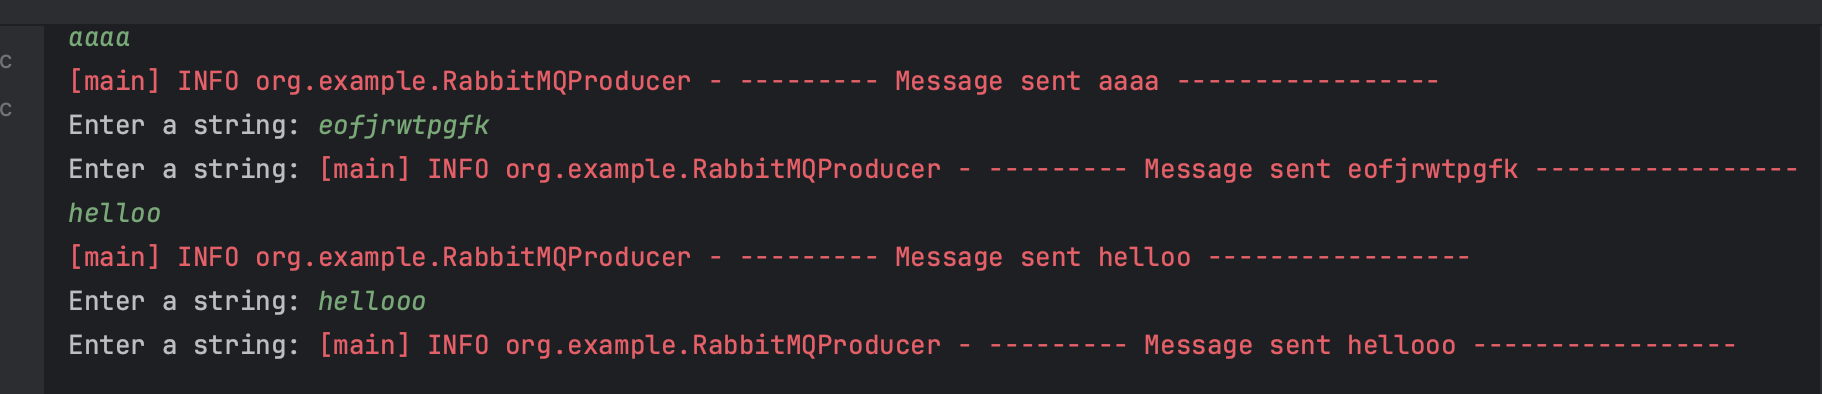 aaaa
c
[main] INFO org.example.RabbitMQProducer - --------- Message sent aaaa -----------------
c
Enter a string: eofjrwtpgfk
Enter a string: [main] INFO org.example.RabbitMQProducer - --------- Message sent eofjrwtpgfk -----------------
helloo
[main] INFO org.example.RabbitMQProducer - --------- Message sent helloo -----------------
Enter a string: hellooo
Enter a string: [main] INFO org.example.RabbitMQProducer - --------- Message sent hellooo -----------------